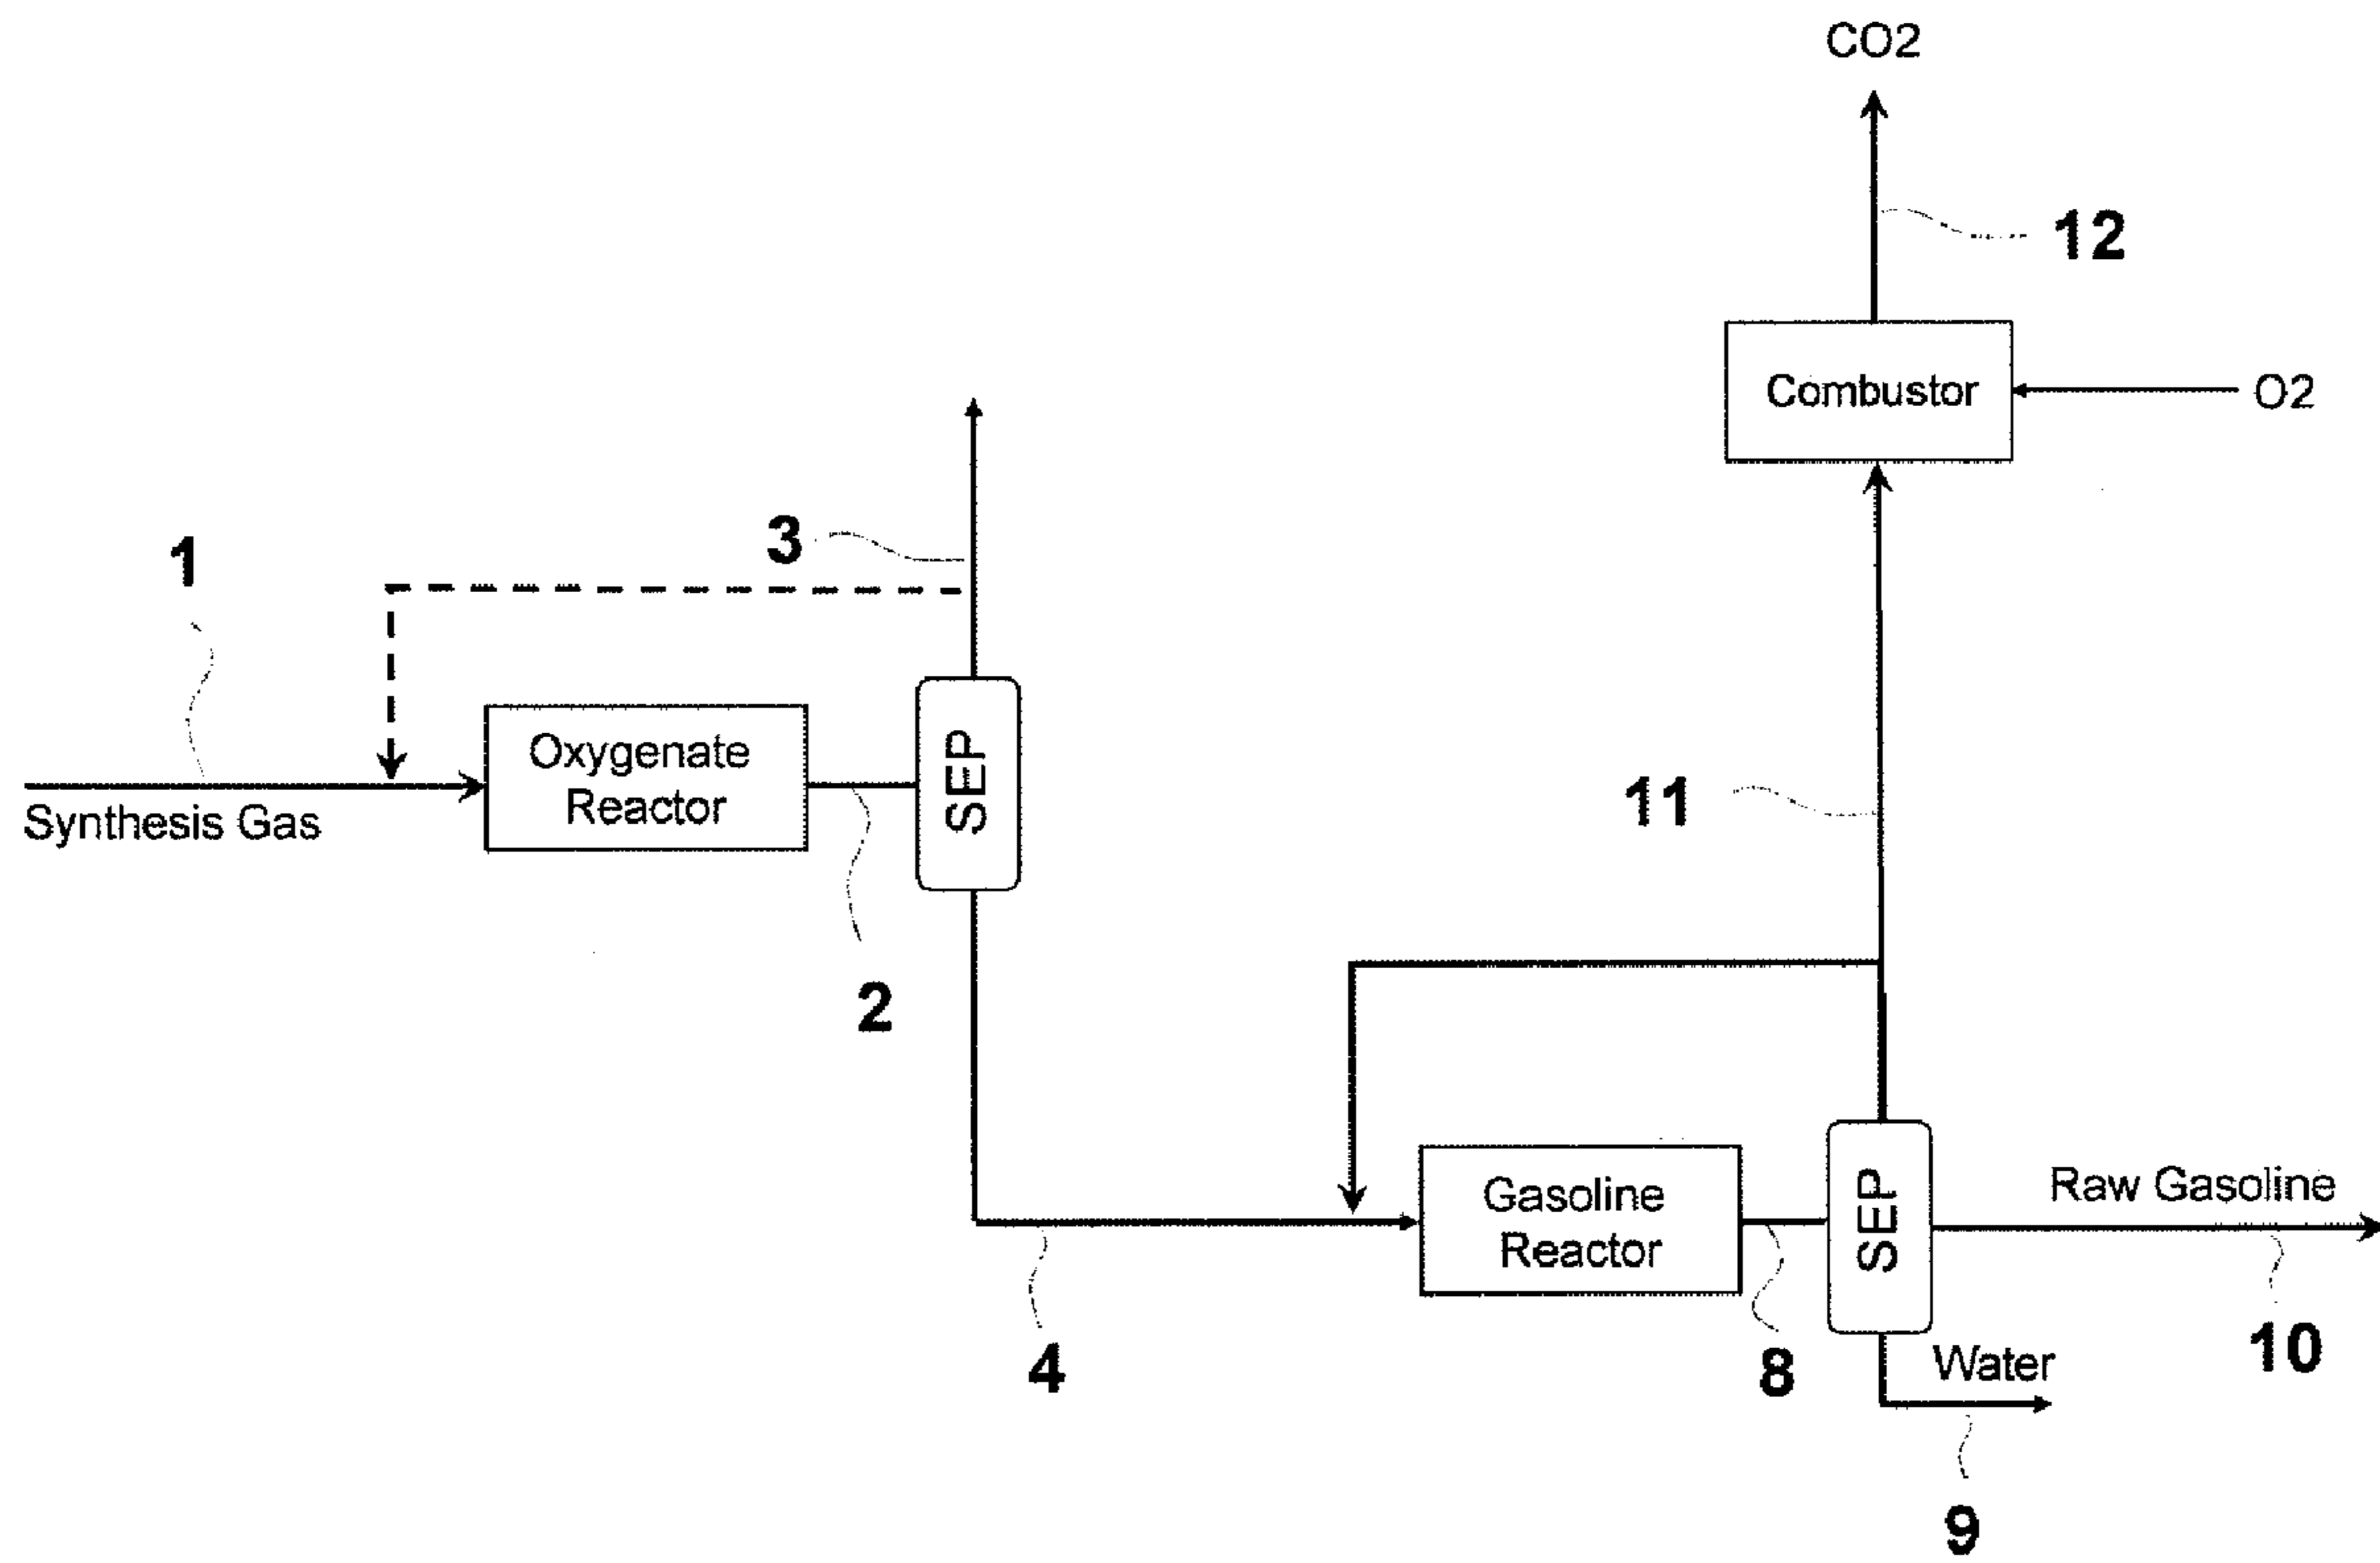 CO2
12
Combustor
O2
3
1
Oxygenate
Reactor
SEP
Synthesis Gas
11
2
Gasoline
Reactor
SEP
Raw Gasoline
4
8
Water
10
9